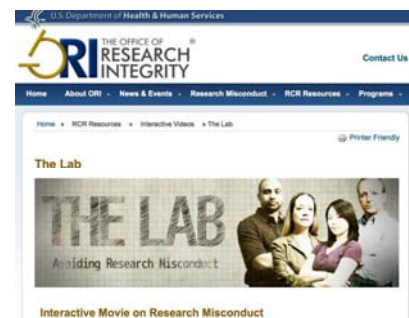 U.S. Department of Health & Human Services
THE OFFICE OF
ORI RESEARCH ®
INTEGRITY
Contact Us
Home About ORI News & Events Research Misconduct RCR Resources Programs
Home » RCR Resources » Interactive Videos » The Lab
Printer Friendly
The Lab
THE LAB
Avoiding Research Misconduct
Interactive Movie on Research Misconduct